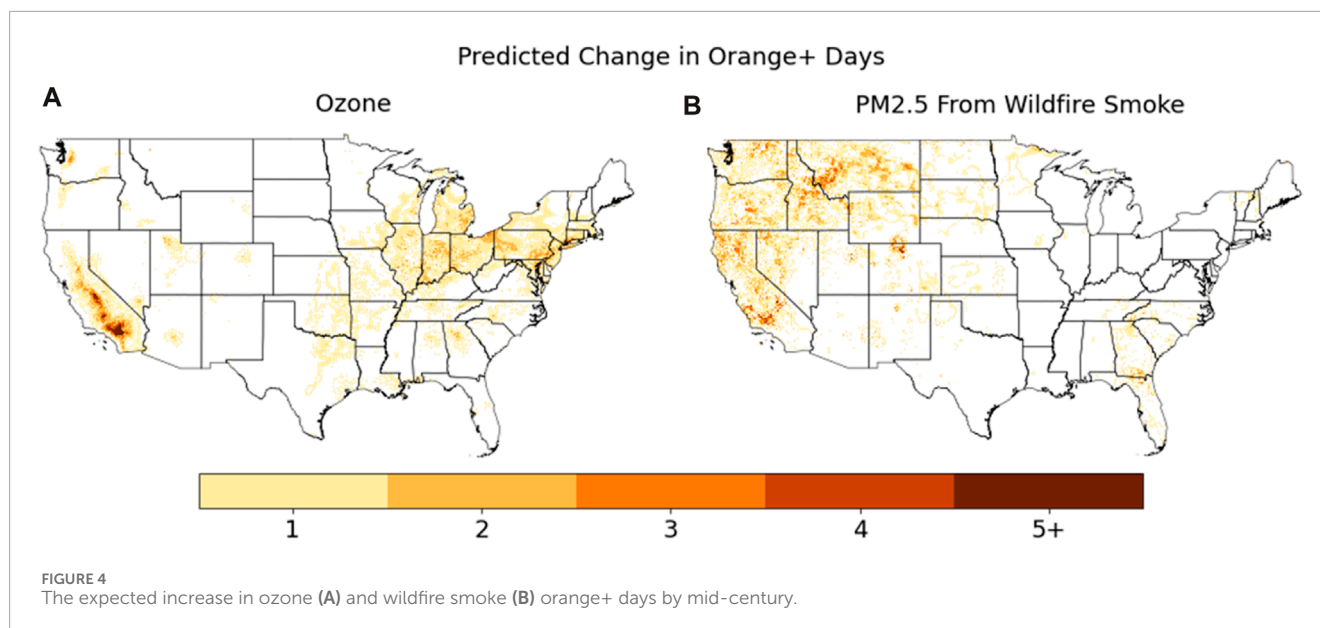 Predicted Change in Orange+ Days
A
Ozone
B
PM2.5 From Wildfire Smoke
1
2
3
4
5+
FIGURE 4
The expected increase in ozone (A) and wildfire smoke (B) orange+ days by mid-century.